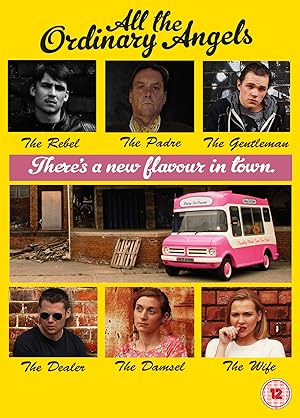 All the
Ordinary Angels
The Rebel
The Padre
The Gentleman
There's a new flavour in town.
The Dealer
The Damsel
The Wife
12